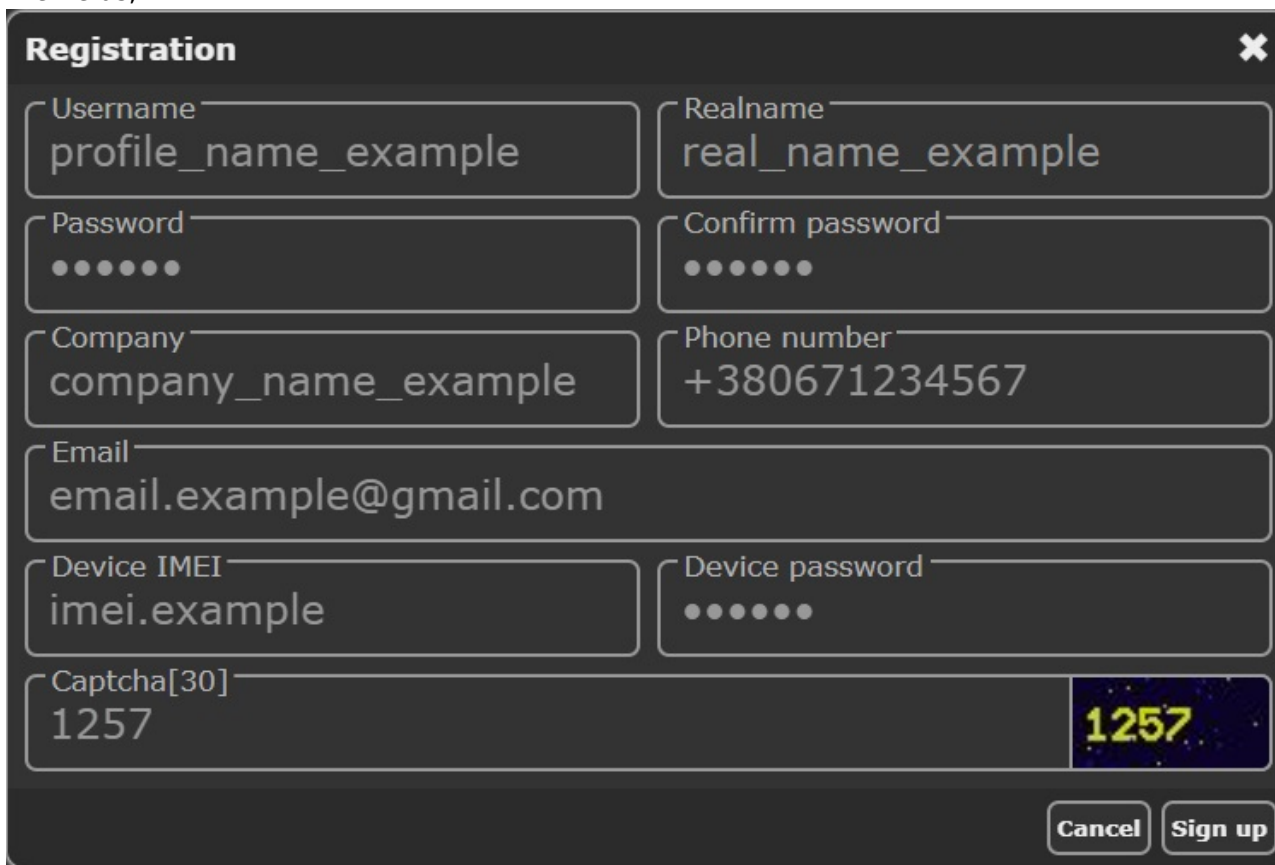 Registration ✖
Username Realname
profile_name_example real_name_example
Password Confirm password
●●●●●● ●●●●●●
Company Phone number
company_name_example +380671234567
Email
email.example@gmail.com
Device IMEI Device password
imei.example ●●●●●●
Captcha[30]
1257 1257
Cancel Sign up